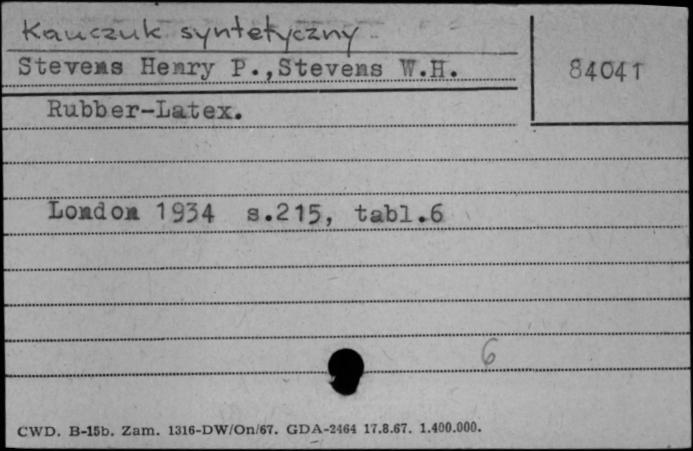 Kauczuk syntetyczny
Stevens Henry P.,Stevens W.H.
84041
Rubber-Latex.
London 1934 s.215, tabl.6
6
CWD. B-15b. Zam. 1316-DW/On/67. GDA-2464 17.8.67. 1.400.000.